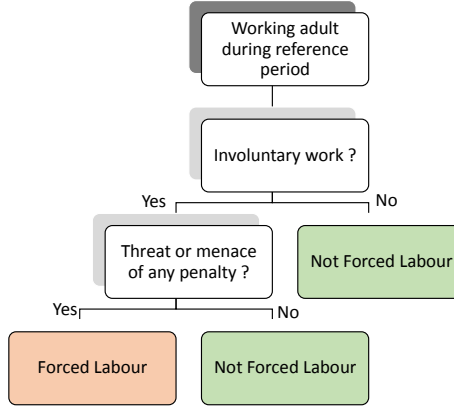 Working adult
during reference
period
Involuntary work ?
Yes
No
Threat or menace
of any penalty ?
Not Forced Labour
Yes
No
Forced Labour
Not Forced Labour